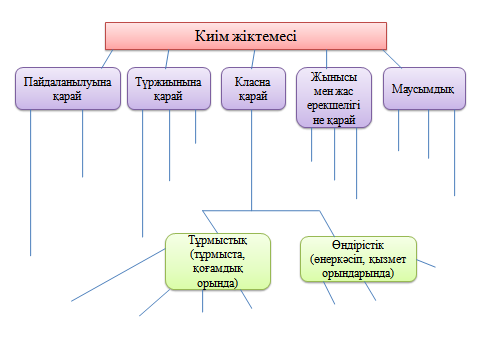 Киім жіктемесі
Пайдаланылуына
қарай
Түржиынына
қарай
Класна
қарай
Жынысы
мен жас
ерекшелігі
не қарай
Маусымдық
Тұрмыстық
(тұрмыста,
қоғамдық
орында)
Өндірістік
(өнеркәсіп, қызмет
орындарында)